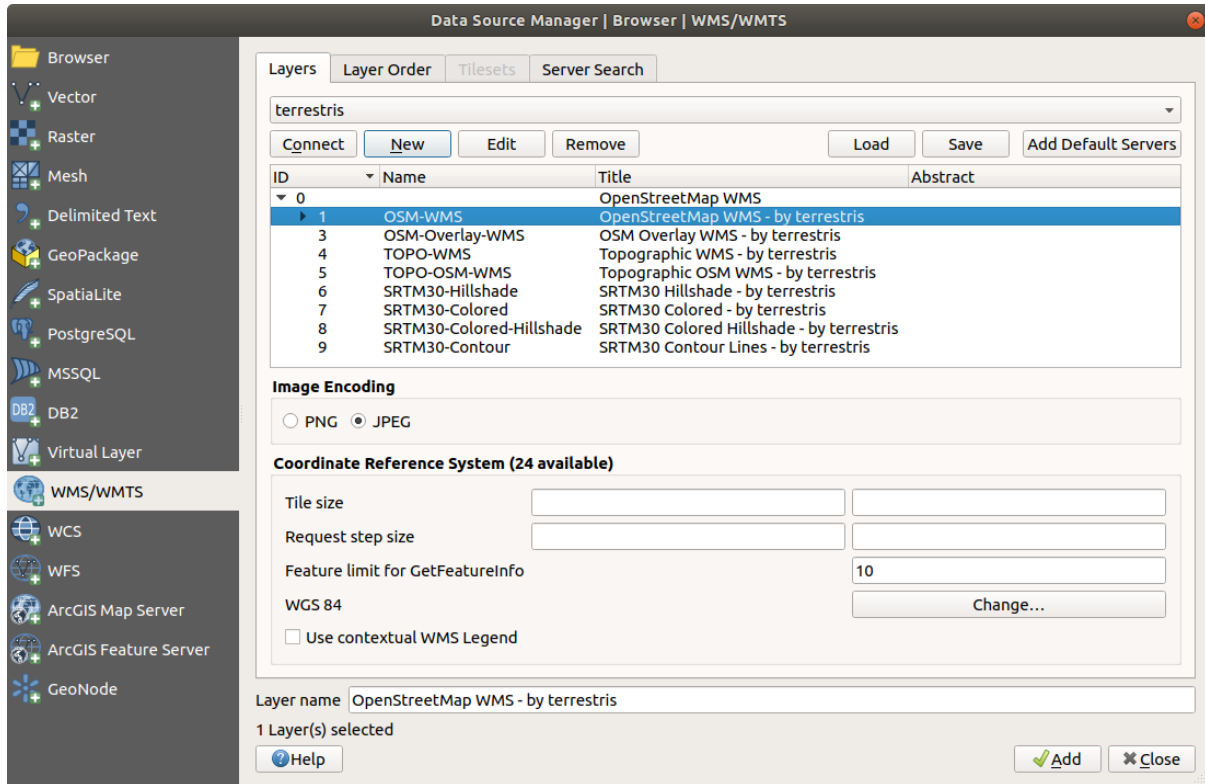 Data Source Manager | Browser | WMS/WMTS
Browser
Vector
Raster
Mesh
Delimited Text
GeoPackage
SpatiaLite
PostgreSQL
MSSQL
DB2 DB2
Virtual Layer
WMS/WMTS
WCS
WFS
ArcGIS Map Server
ArcGIS Feature Server
GeoNode
Layers Layer Order Tilesets Server Search
terrestris
Connect New Edit Remove Load Save Add Default Servers
ID Name Title Abstract
0 OpenStreetMap WMS
1 OSM-WMS OpenStreetMap WMS - by terrestris
3 OSM-Overlay-WMS OSM Overlay WMS - by terrestris
4 TOPO-WMS Topographic WMS - by terrestris
5 TOPO-OSM-WMS Topographic OSM WMS - by terrestris
6 SRTM30-Hillshade SRTM30 Hillshade - by terrestris
7 SRTM30-Colored SRTM30 Colored - by terrestris
8 SRTM30-Colored-Hillshade SRTM30 Colored Hillshade - by terrestris
9 SRTM30-Contour SRTM30 Contour Lines - by terrestris
Image Encoding
PNG JPEG
Coordinate Reference System (24 available)
Tile size
Request step size
Feature limit for GetFeatureInfo 10
WGS 84 Change...
Use contextual WMS Legend
Layer name OpenStreetMap WMS - by terrestris
1 Layer(s) selected
Help Add Close